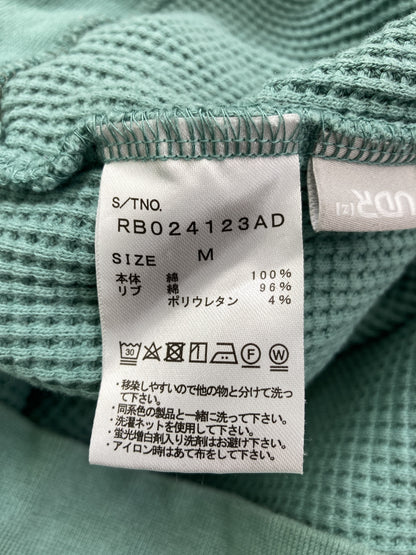 S/TNO.
RB024123AD
SIZE M
本体 綿 100%
リブ 綿 96%
ポリウレタン 4%
30 F W
・移染しやすいので他の物と分けて洗っ
て下さい。
・同系色の製品と一緒に洗って下さい。
・洗濯ネットを使用して下さい。
・蛍光増白剤入り洗剤はお避け下さい。
・アイロン時はあて布をして下さい。